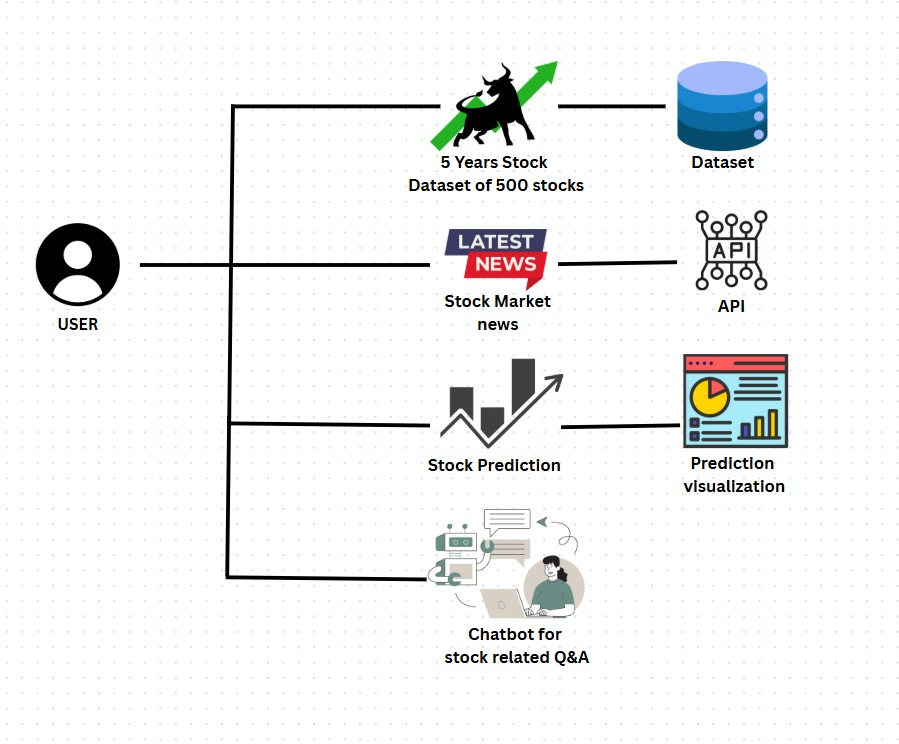 5 Years Stock
Dataset of 500 stocks
Dataset
USER
LATEST
NEWS
Stock Market
news
API
API
Stock Prediction
Prediction
visualization
Chatbot for
stock related Q&A